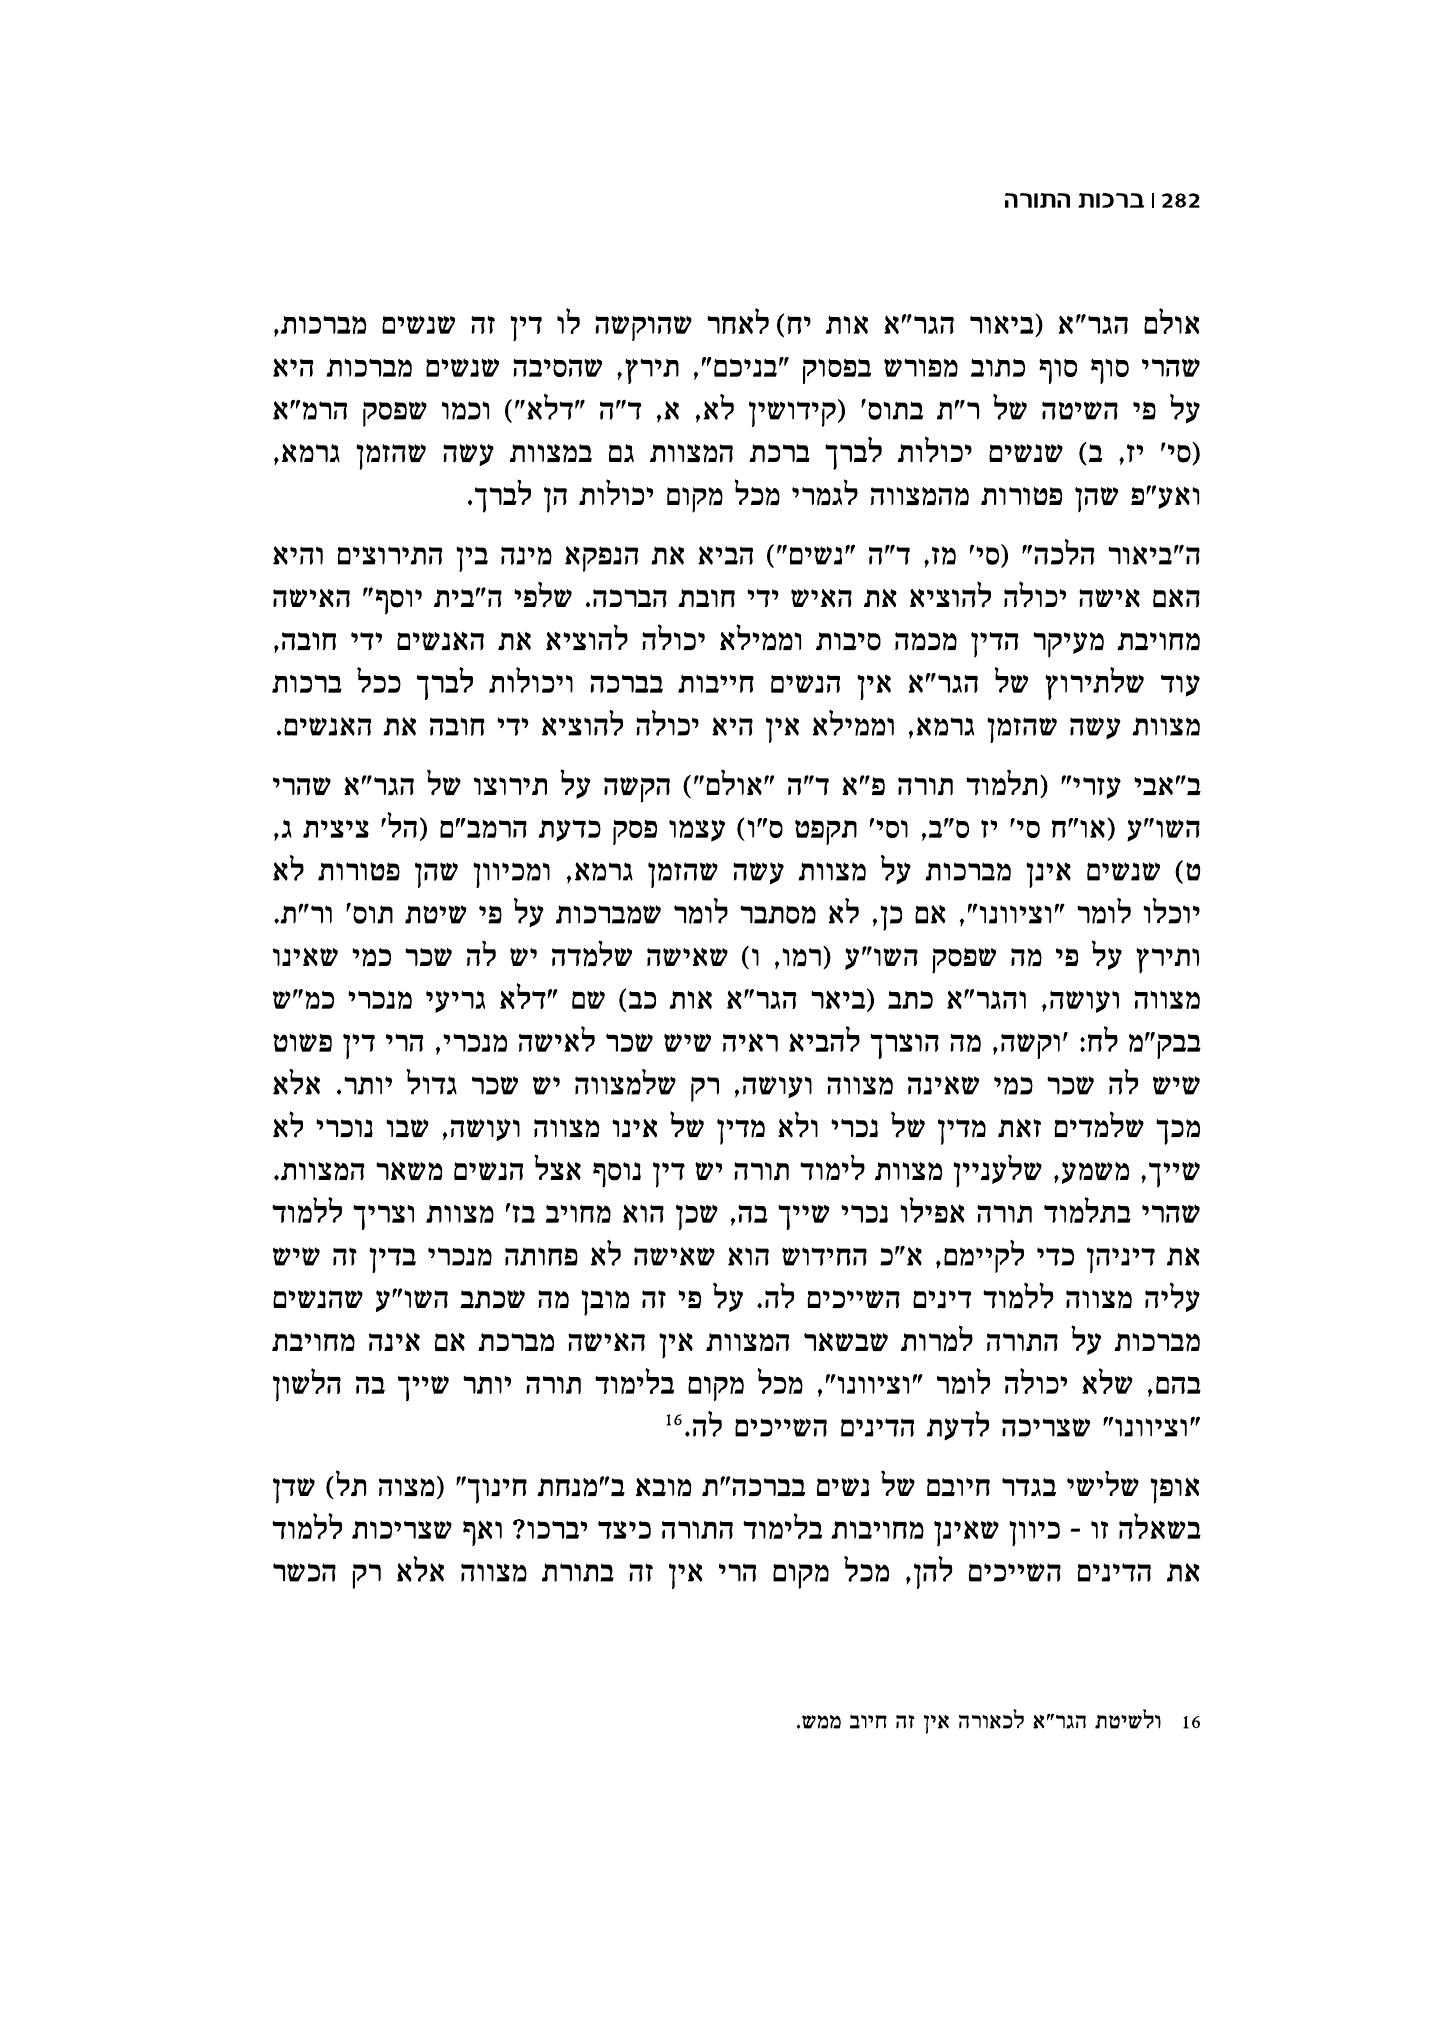 282 | ברכות התורה
אולם הגר"א (ביאור הגר"א אות יח) לאחר שהוקשה לו דין זה שנשים מברכות,
שהרי סוף סוף כתוב מפורש בפסוק "בניכם", תירץ, שהסיבה שנשים מברכות היא
על פי השיטה של ר"ת בתוס' (קידושין לא, א, ד"ה "דלא") וכמו שפסק הרמ"א
(סי' יז, ב) שנשים יכולות לברך ברכת המצוות גם במצוות עשה שהזמן גרמא,
ואע"פ שהן פטורות מהמצווה לגמרי מכל מקום יכולות הן לברך.
ה"ביאור הלכה" (סי' מז, ד"ה "נשים") הביא את הנפקא מינה בין התירוצים והיא
האם אישה יכולה להוציא את האיש ידי חובת הברכה. שלפי ה"בית יוסף" האישה
מחויבת מעיקר הדין מכמה סיבות וממילא יכולה להוציא את האנשים ידי חובה,
עוד שלתירוץ של הגר"א אין הנשים חייבות בברכה ויכולות לברך ככל ברכות
מצוות עשה שהזמן גרמא, וממילא אין היא יכולה להוציא ידי חובה את האנשים.
ב"אבי עזרי" (תלמוד תורה פ"א ד"ה "אולם") הקשה על תירוצו של הגר"א שהרי
השו"ע (או"ח סי' יז ס"ב, וסי' תקפט ס"ו) עצמו פסק כדעת הרמב"ם (הל' ציצית ג,
ט) שנשים אינן מברכות על מצוות עשה שהזמן גרמא, ומכיוון שהן פטורות לא
יוכלו לומר "וציוונו", אם כן, לא מסתבר לומר שמברכות על פי שיטת תוס' ור"ת.
ותירץ על פי מה שפסק השו"ע (רמו, ו) שאישה שלמדה יש לה שכר כמי שאינו
מצווה ועושה, והגר"א כתב (ביאר הגר"א אות כב) שם "דלא גריעי מנכרי כמ"ש
בבק"מ לח: 'וקשה, מה הוצרך להביא ראיה שיש שכר לאישה מנכרי, הרי דין פשוט
שיש לה שכר כמי שאינה מצווה ועושה, רק שלמצווה יש שכר גדול יותר. אלא
מכך שלמדים זאת מדין של נכרי ולא מדין של אינו מצווה ועושה, שבו נוכרי לא
שייך, משמע, שלעניין מצוות לימוד תורה יש דין נוסף אצל הנשים משאר המצוות.
שהרי בתלמוד תורה אפילו נכרי שייך בה, שכן הוא מחויב בז' מצוות וצריך ללמוד
את דיניהן כדי לקיימם, א"כ החידוש הוא שאישה לא פחותה מנכרי בדין זה שיש
עליה מצווה ללמוד דינים השייכים לה. על פי זה מובן מה שכתב השו"ע שהנשים
מברכות על התורה למרות שבשאר המצוות אין האישה מברכת אם אינה מחויבת
בהם, שלא יכולה לומר "וציוונו", מכל מקום בלימוד תורה יותר שייך בה הלשון
"וציוונו" שצריכה לדעת הדינים השייכים לה.16
אופן שלישי בגדר חיובם של נשים בברכה"ת מובא ב"מנחת חינוך" (מצוה תל) שדן
בשאלה זו - כיוון שאינן מחויבות בלימוד התורה כיצד יברכו? ואף שצריכות ללמוד
את הדינים השייכים להן, מכל מקום הרי אין זה בתורת מצווה אלא רק הכשר
16 ולשיטת הגר"א לכאורה אין זה חיוב ממש.